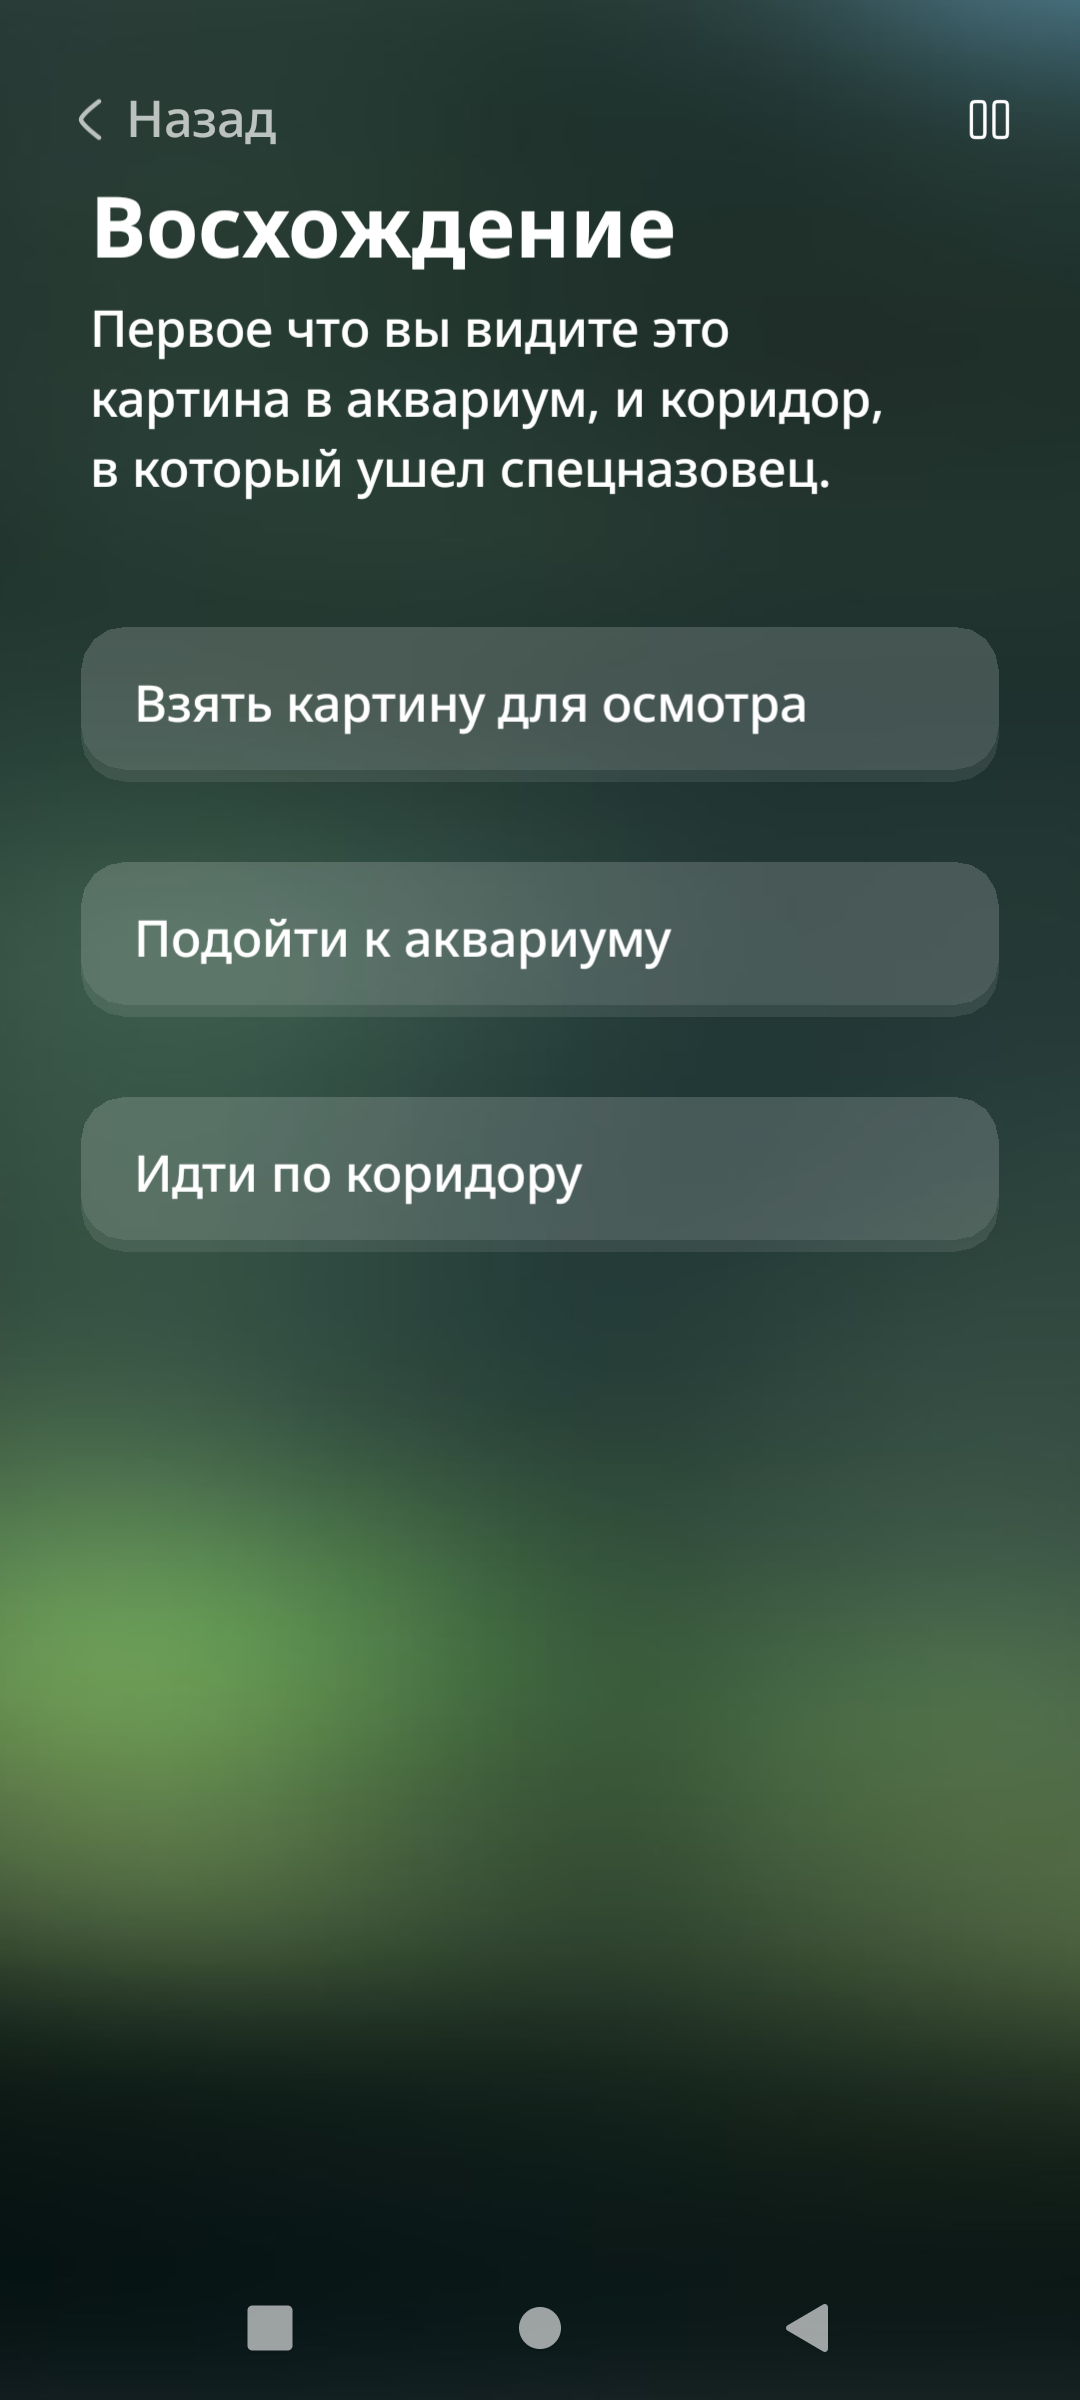 Назад
Восхождение
Первое что вы видите это
картина в аквариум, и коридор,
в который ушел спецназовец.
Взять картину для осмотра
Подойти к аквариуму
Идти по коридору